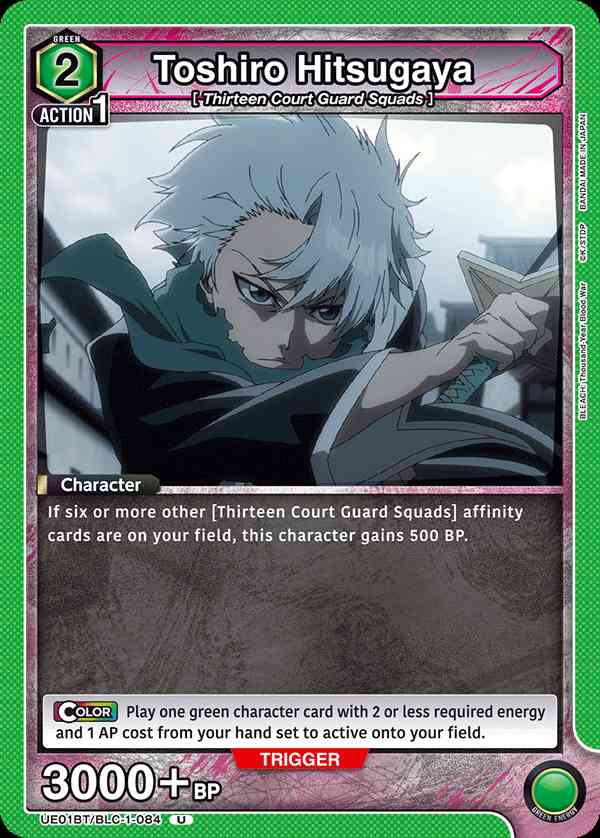 GREEN
2
ACTION 1
Toshiro Hitsugaya
[ Thirteen Court Guard Squads ]
BLEACH: Thousand-Year Blood War ©K/STDP BANDAI MADE IN JAPAN
Character
If six or more other [Thirteen Court Guard Squads] affinity
cards are on your field, this character gains 500 BP.
COLOR Play one green character card with 2 or less required energy
and 1 AP cost from your hand set to active onto your field.
TRIGGER
3000+ BP
UE01BT/BLC-1-084 U
GREEN ENERGY